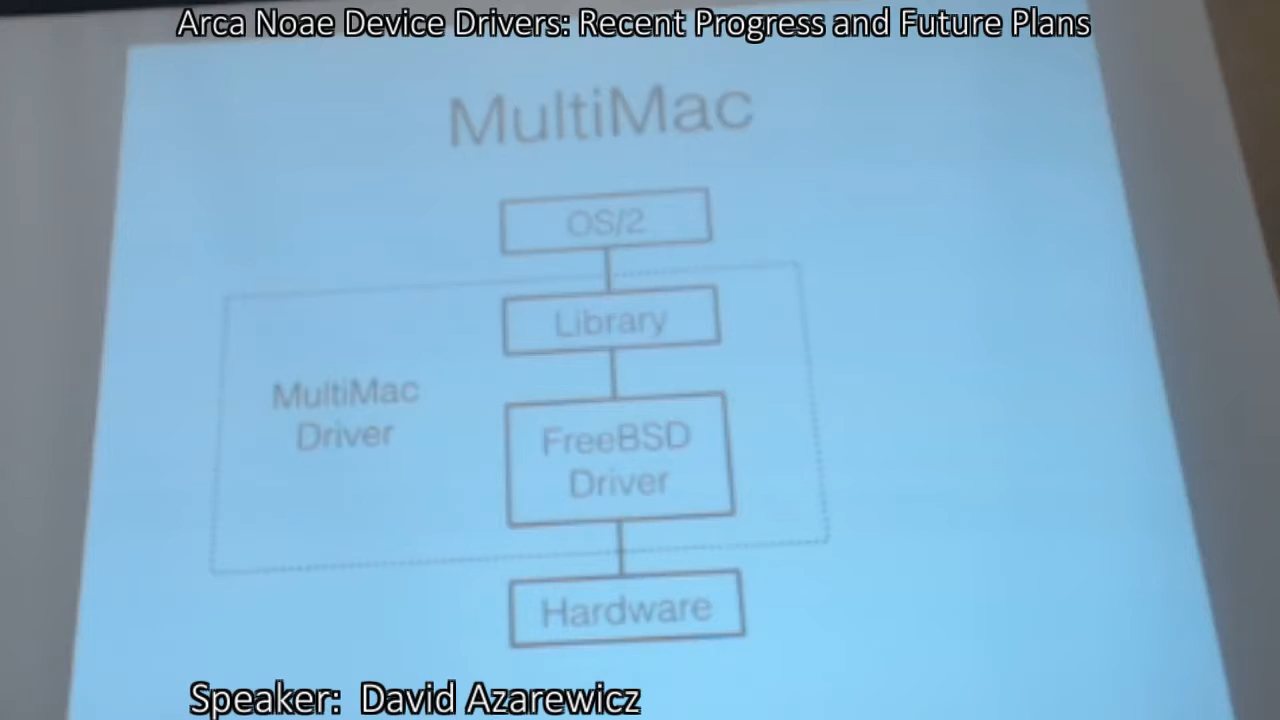 Arca Noae Device Drivers: Recent Progress and Future Plans
MultiMac
OS/2
Library
MultiMac
Driver
FreeBSD
Driver
Hardware
Speaker: David Azarewicz